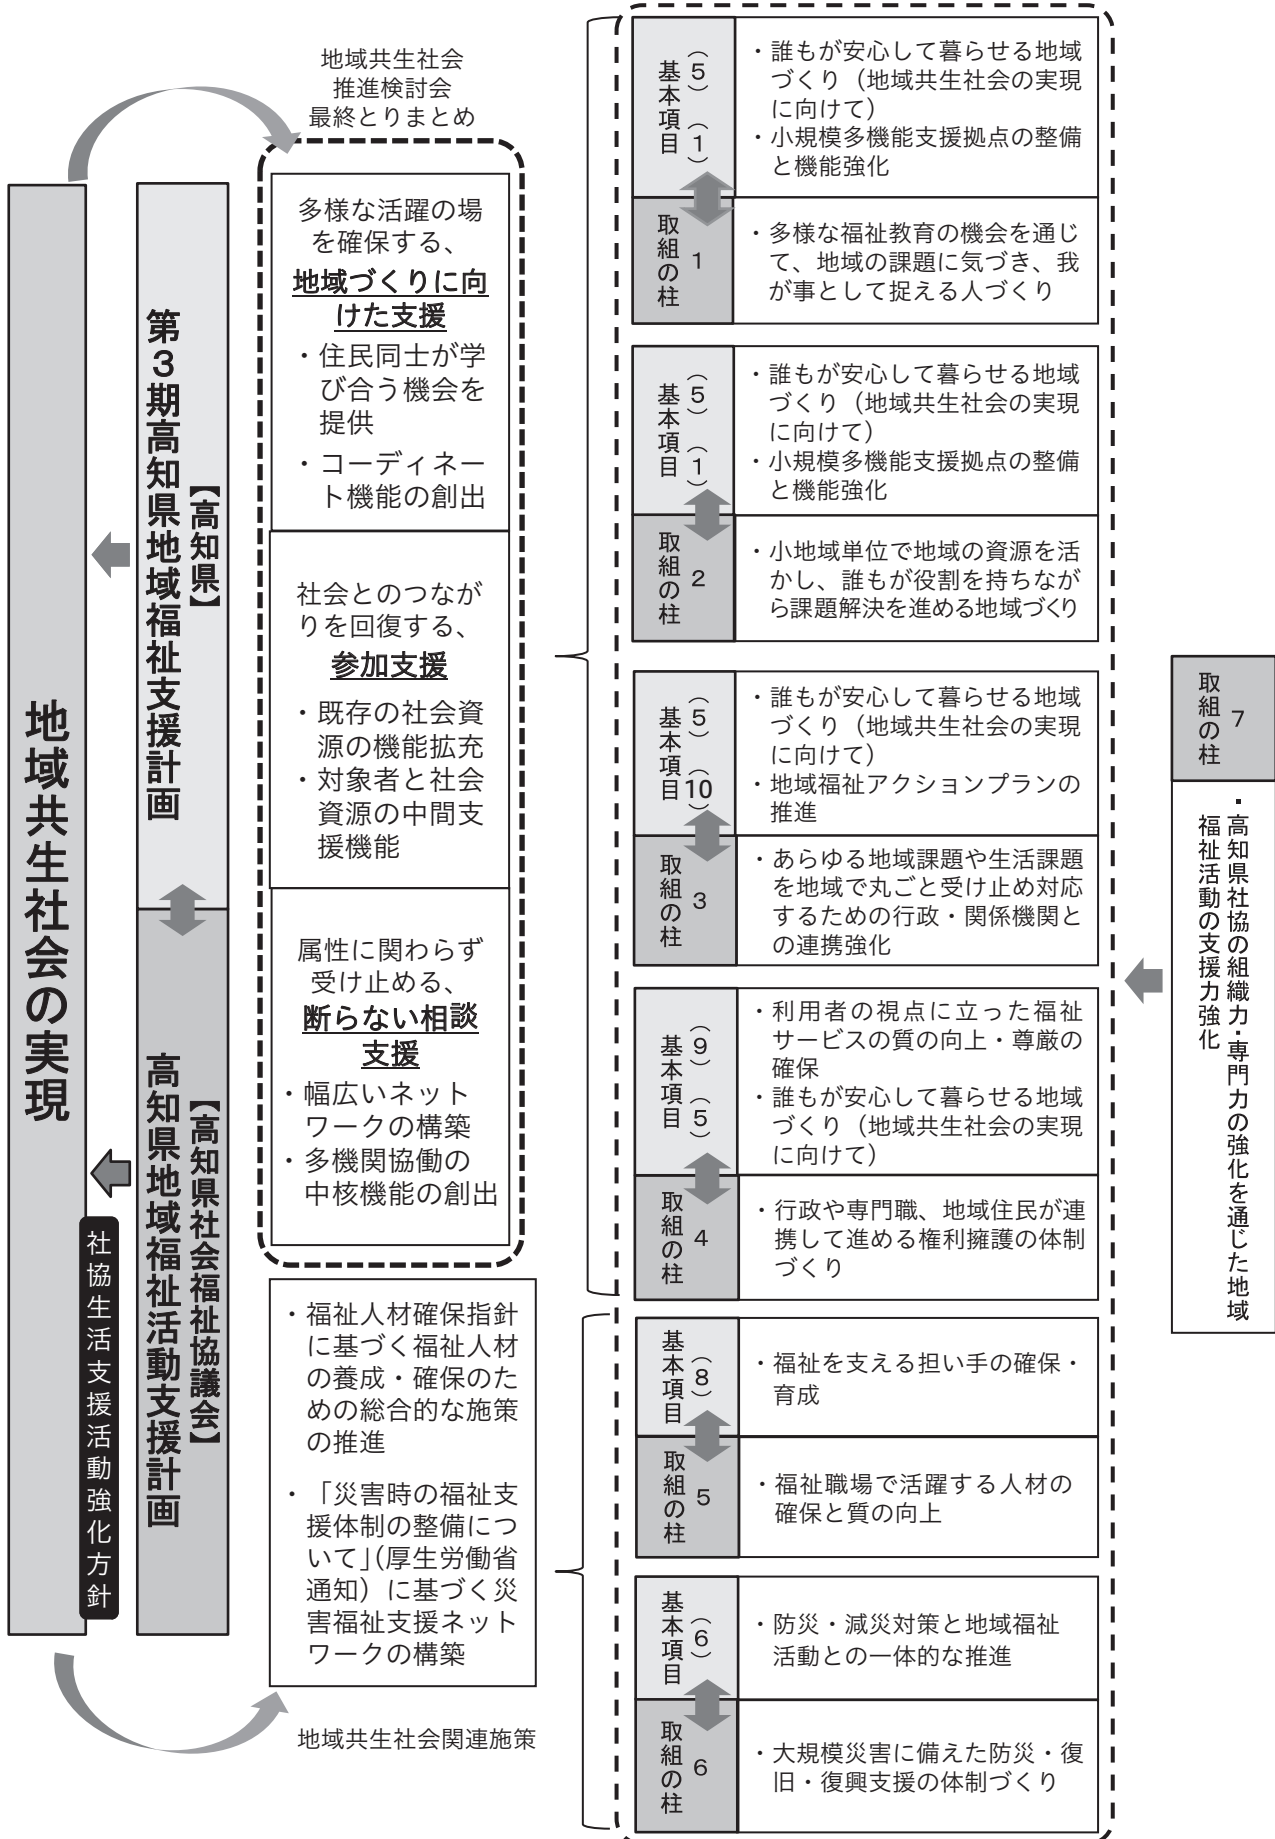 地域共生社会の実現
第３期高知県地域福祉支援計画
【高知県】
高知県地域福祉活動支援計画
【高知県社会福祉協議会】
社協生活支援活動強化方針
地域共生社会
推進検討会
最終とりまとめ
多様な活躍の場
を確保する、
地域づくりに向
けた支援
・住民同士が学
び合う機会を
提供
・コーディネー
ト機能の創出
社会とのつなが
りを回復する、
参加支援
・既存の社会資
源の機能拡充
・対象者と社会
資源の中間支
援機能
属性に関わらず
受け止める、
断らない相談
支援
・幅広いネット
ワークの構築
・多機関協働の
中核機能の創出
・福祉人材確保指針
に基づく福祉人材
の養成・確保のた
めの総合的な施策
の推進
・「災害時の福祉支
援体制の整備につ
いて」（厚生労働省
通知）に基づく災
害福祉支援ネット
ワークの構築
地域共生社会関連施策
基本項目
（５）（１）
・誰もが安心して暮らせる地域
づくり（地域共生社会の実現
に向けて）
・小規模多機能支援拠点の整備
と機能強化
取組の柱
１
・多様な福祉教育の機会を通じ
て、地域の課題に気づき、我
が事として捉える人づくり
基本項目
（５）（１）
・誰もが安心して暮らせる地域
づくり（地域共生社会の実現
に向けて）
・小規模多機能支援拠点の整備
と機能強化
取組の柱
２
・小地域単位で地域の資源を活
かし、誰もが役割を持ちなが
ら課題解決を進める地域づくり
基本項目
（５）（10）
・誰もが安心して暮らせる地域
づくり（地域共生社会の実現
に向けて）
・地域福祉アクションプランの
推進
取組の柱
３
・あらゆる地域課題や生活課題
を地域で丸ごと受け止め対応
するための行政・関係機関と
の連携強化
基本項目
（９）（５）
・利用者の視点に立った福祉
サービスの質の向上・尊厳の
確保
・誰もが安心して暮らせる地域
づくり（地域共生社会の実現
に向けて）
取組の柱
４
・行政や専門職、地域住民が連
携して進める権利擁護の体制
づくり
基本項目
（８）
・福祉を支える担い手の確保・
育成
取組の柱
５
・福祉職場で活躍する人材の
確保と質の向上
基本項目
（６）
・防災・減災対策と地域福祉
活動との一体的な推進
取組の柱
６
・大規模災害に備えた防災・復
旧・復興支援の体制づくり
取組の柱
７
・高知県社協の組織力・専門力の強化を通じた地域
福祉活動の支援力強化